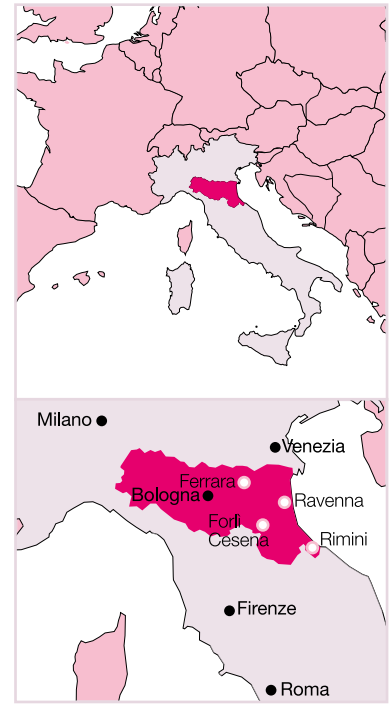 Milano
Venezia
Ferrara
Bologna
Ravenna
Forlì
Cesena
Rimini
Firenze
Roma